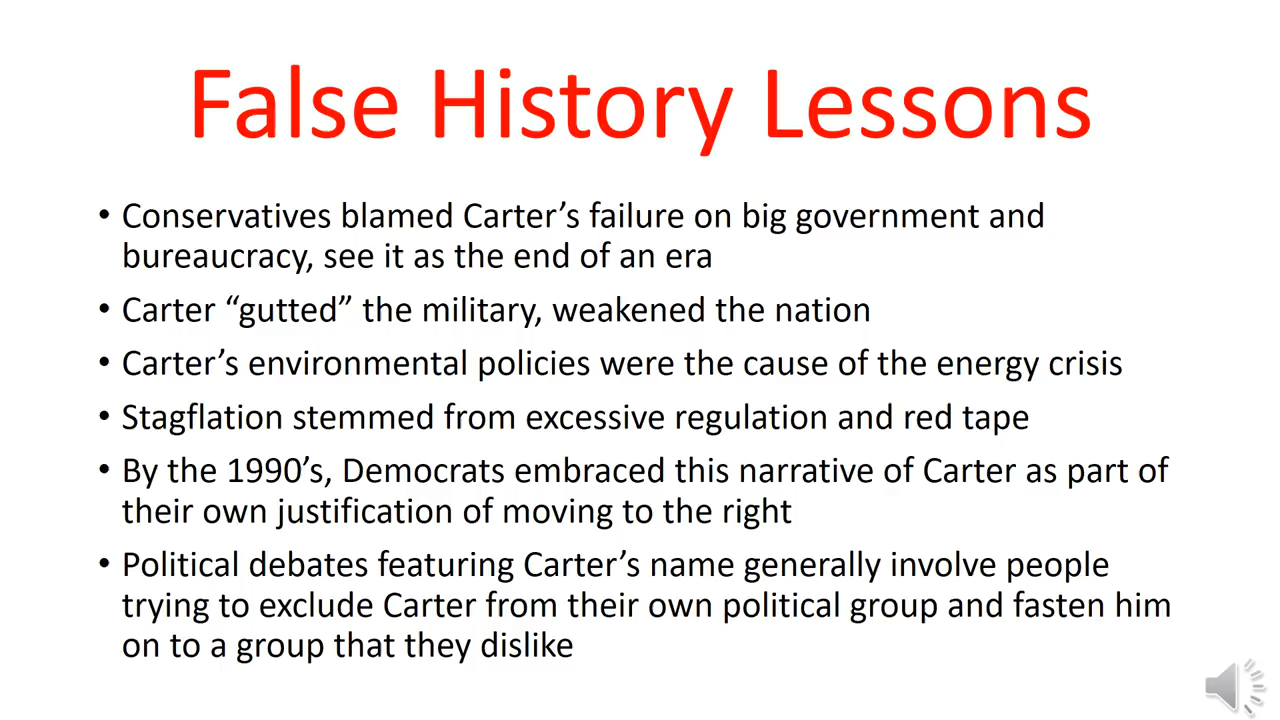 False History Lessons
• Conservatives blamed Carter’s failure on big government and
bureaucracy, see it as the end of an era
• Carter “gutted” the military, weakened the nation
• Carter’s environmental policies were the cause of the energy crisis
• Stagflation stemmed from excessive regulation and red tape
• By the 1990’s, Democrats embraced this narrative of Carter as part of
their own justification of moving to the right
• Political debates featuring Carter’s name generally involve people
trying to exclude Carter from their own political group and fasten him
on to a group that they dislike